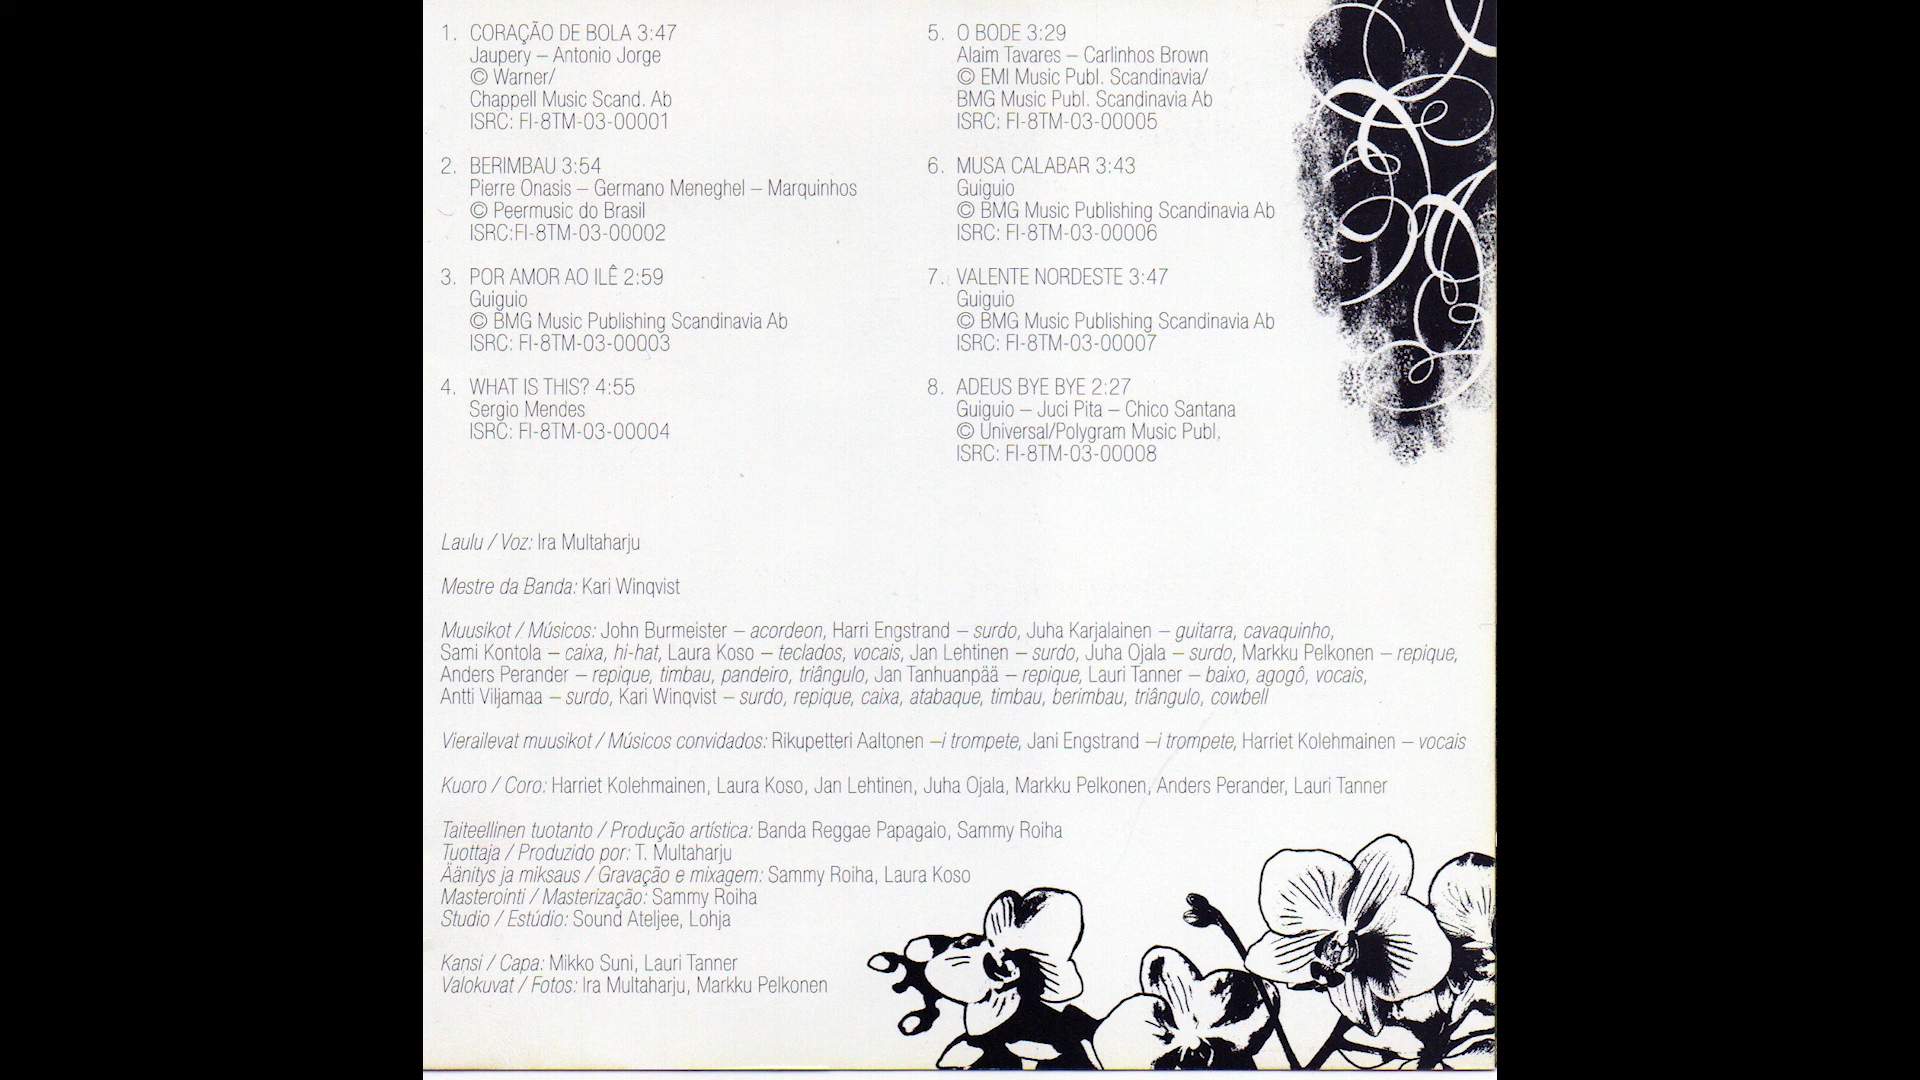 1. CORAÇÃO DE BOLA 3:47
Jaupery – Antonio Jorge
© Warner/
Chappell Music Scand. Ab
ISRC: FI-8TM-03-00001
2. BERIMBAU 3:54
Pierre Onasis – Germano Meneghel – Marquinhos
© Peermusic do Brasil
ISRC:FI-8TM-03-00002
3. POR AMOR AO ILÊ 2:59
Guiguio
© BMG Music Publishing Scandinavia Ab
ISRC: FI-8TM-03-00003
4. WHAT IS THIS? 4:55
Sergio Mendes
ISRC: FI-8TM-03-00004
5. O BODE 3:29
Alaim Tavares – Carlinhos Brown
© EMI Music Publ. Scandinavia/
BMG Music Publ. Scandinavia Ab
ISRC: FI-8TM-03-00005
6. MUSA CALABAR 3:43
Guiguio
© BMG Music Publishing Scandinavia Ab
ISRC: FI-8TM-03-00006
7. VALENTE NORDESTE 3:47
Guiguio
© BMG Music Publishing Scandinavia Ab
ISRC: FI-8TM-03-00007
8. ADEUS BYE BYE 2:27
Guiguio – Juci Pita – Chico Santana
© Universal/Polygram Music Publ.
ISRC: FI-8TM-03-00008
Laulu / Voz: Ira Multaharju
Mestre da Banda: Kari Winqvist
Muusikot / Músicos: John Burmeister – acordeon, Harri Engstrand – surdo, Juha Karjalainen – guitarra, cavaquinho,
Sami Kontola – caixa, hi-hat, Laura Koso – teclados, vocais, Jan Lehtinen – surdo, Juha Ojala – surdo, Markku Pelkonen – repique,
Anders Perander – repique, timbau, pandeiro, triângulo, Jan Tanhuanpää – repique, Lauri Tanner – baixo, agogô, vocais,
Antti Viljamaa – surdo, Kari Winqvist – surdo, repique, caixa, atabaque, timbau, berimbau, triângulo, cowbell
Vierailevat muusikot / Músicos convidados: Rikupetteri Aaltonen –i trompete, Jani Engstrand –i trompete, Harriet Kolehmainen – vocais
Kuoro / Coro: Harriet Kolehmainen, Laura Koso, Jan Lehtinen, Juha Ojala, Markku Pelkonen, Anders Perander, Lauri Tanner
Taiteellinen tuotanto / Produção artística: Banda Reggae Papagaio, Sammy Roiha
Tuottaja / Produzido por: T. Multaharju
Äänitys ja miksaus / Gravação e mixagem: Sammy Roiha, Laura Koso
Masterointi / Masterização: Sammy Roiha
Studio / Estúdio: Sound Ateljee, Lohja
Kansi / Capa: Mikko Suni, Lauri Tanner
Valokuvat / Fotos: Ira Multaharju, Markku Pelkonen